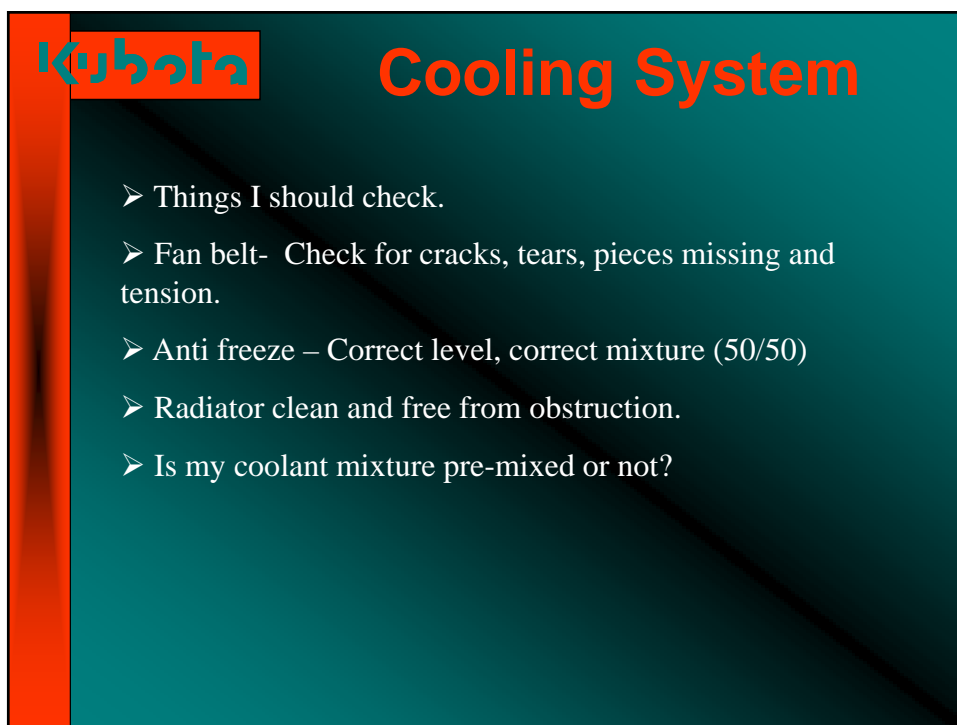 Kubota
Cooling System
➢ Things I should check.
➢ Fan belt-  Check for cracks, tears, pieces missing and
tension.
➢ Anti freeze – Correct level, correct mixture (50/50)
➢ Radiator clean and free from obstruction.
➢ Is my coolant mixture pre-mixed or not?